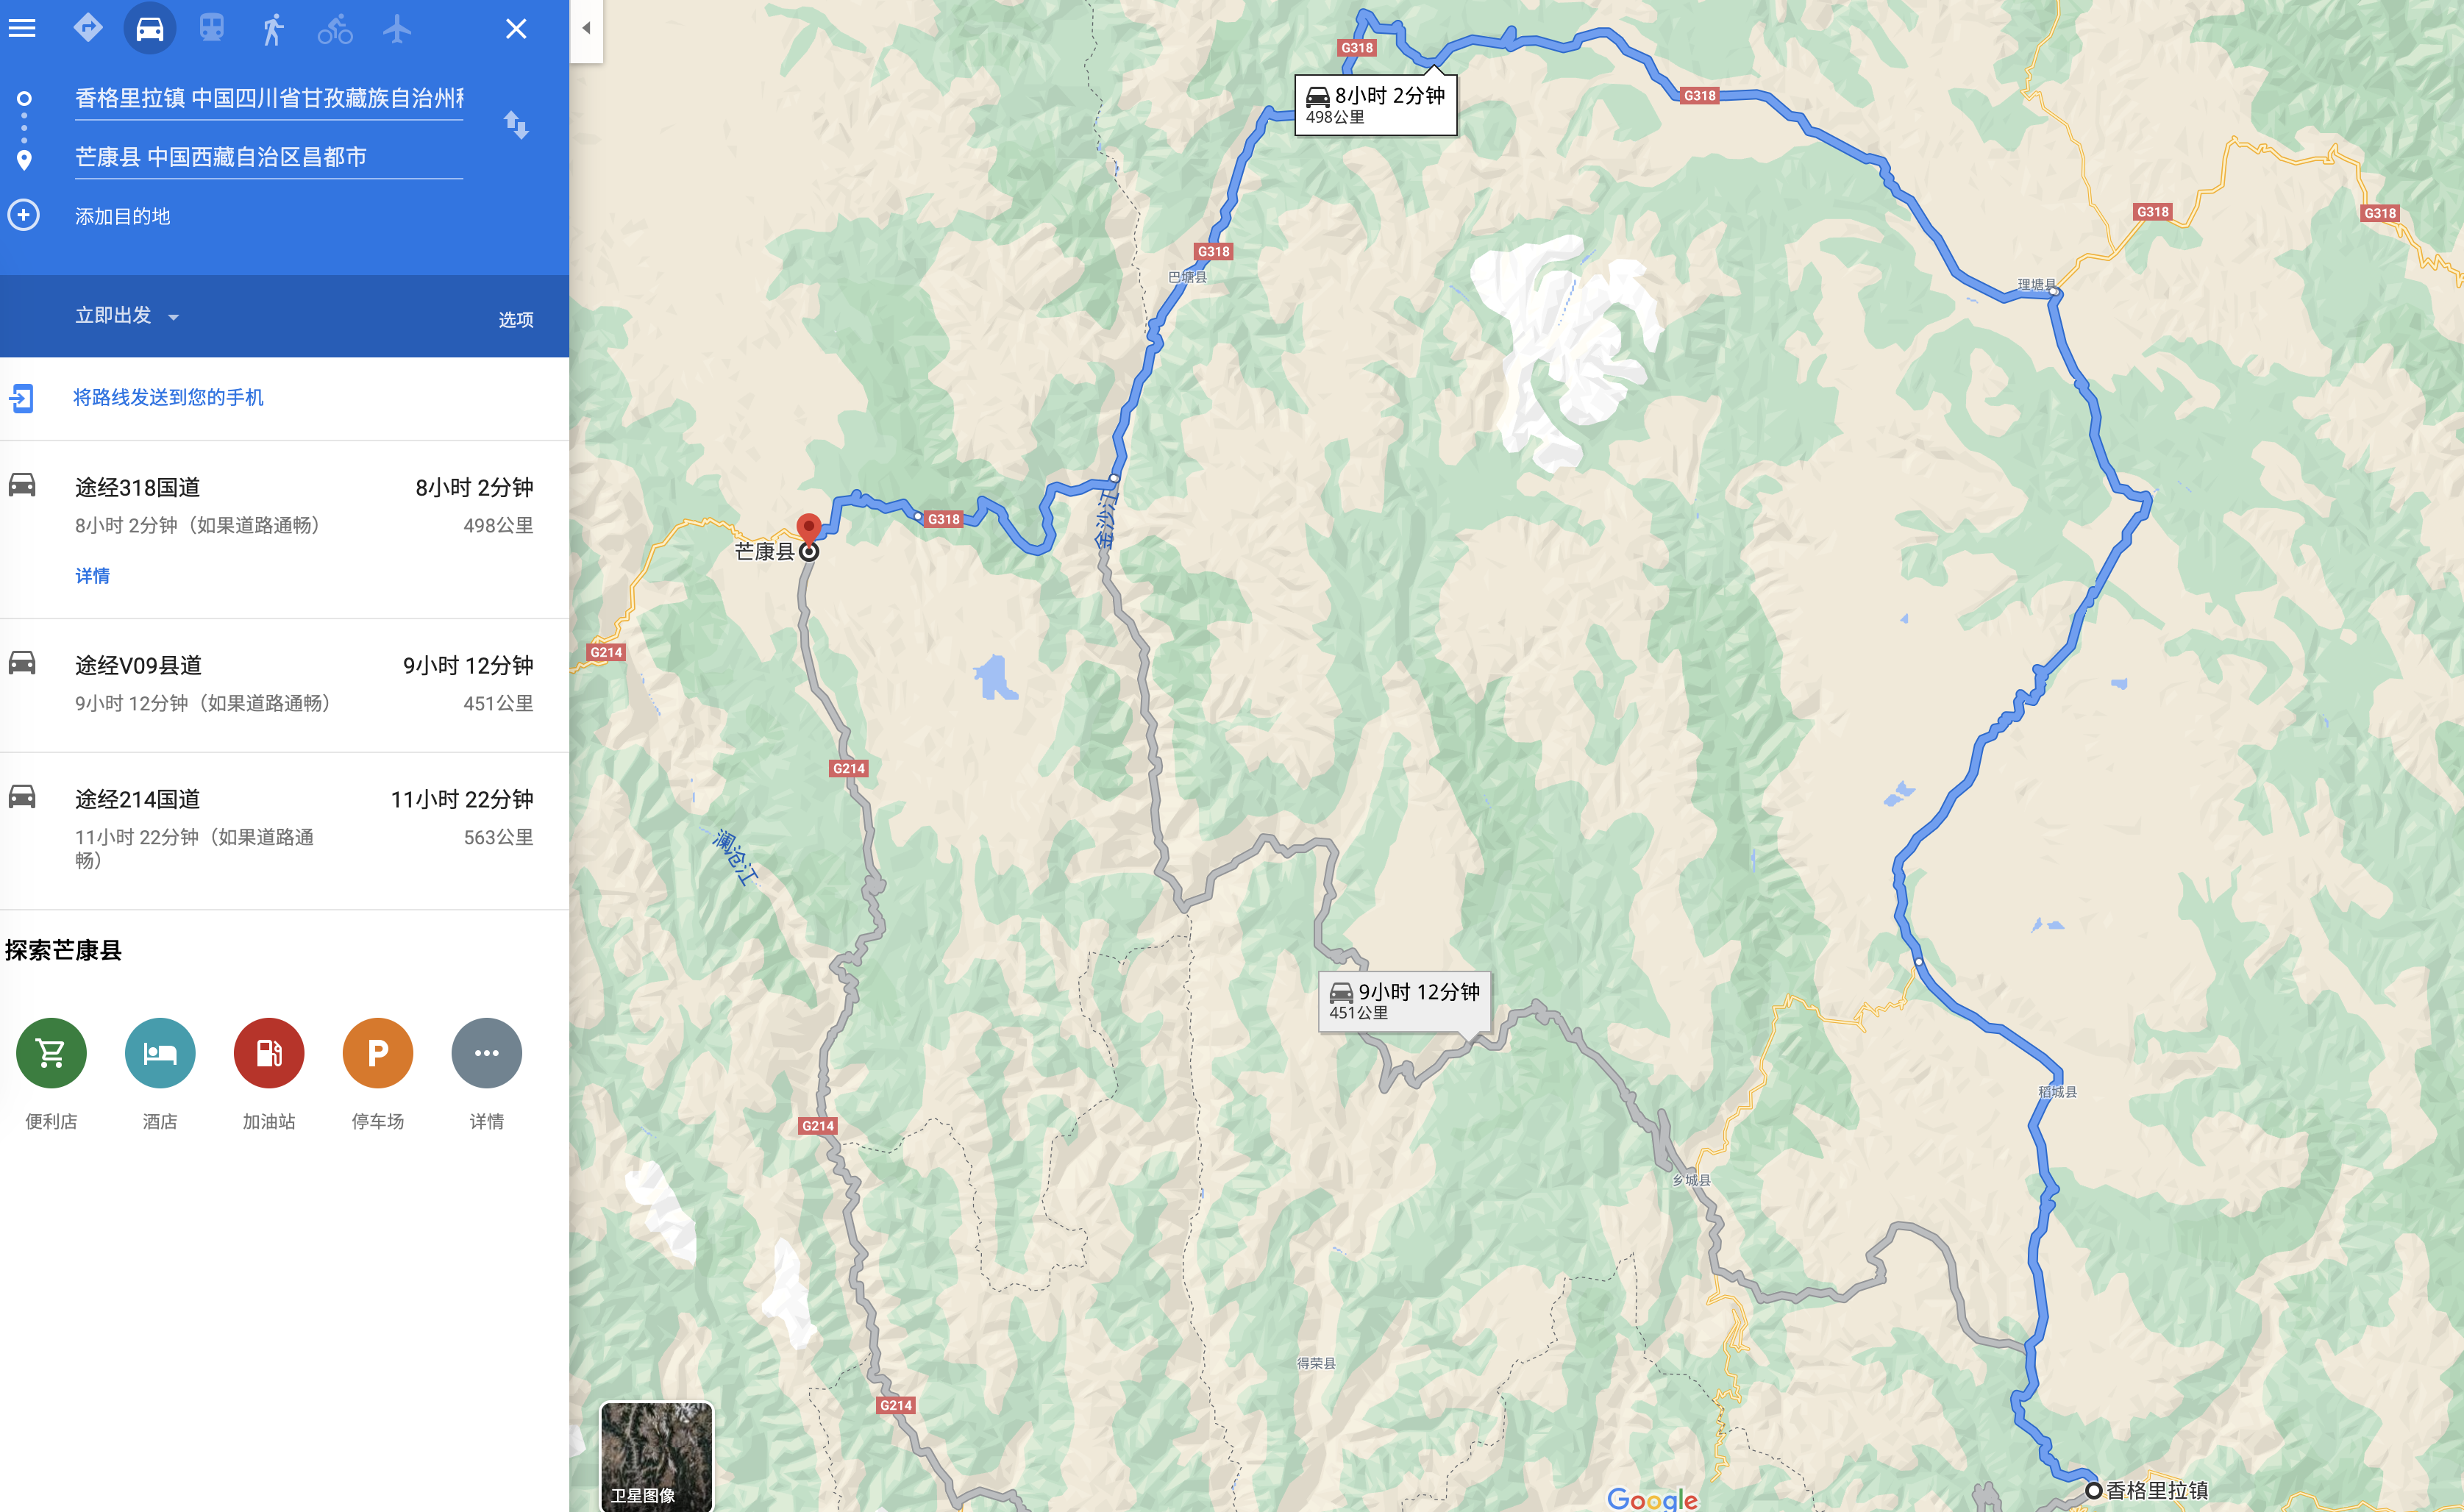 香格里拉镇 中国四川省甘孜藏族自治州
芒康县 中国西藏自治区昌都市
添加目的地
立即出发
选项
将路线发送到您的手机
途经318国道 8小时 2分钟
8小时 2分钟（如果道路通畅） 498公里
详情
途经V09县道 9小时 12分钟
9小时 12分钟（如果道路通畅） 451公里
途经214国道 11小时 22分钟
11小时 22分钟（如果道路通
畅） 563公里
探索芒康县
P
便利店 酒店 加油站 停车场 详情
G318
8小时 2分钟
498公里
G318
G318
G318
G318
巴塘县
理塘县
金沙江
G318
芒康县
G214
G214
澜沧江
9小时 12分钟
451公里
稻城县
G214
乡城县
得荣县
G214
卫星图像
Google
香格里拉镇